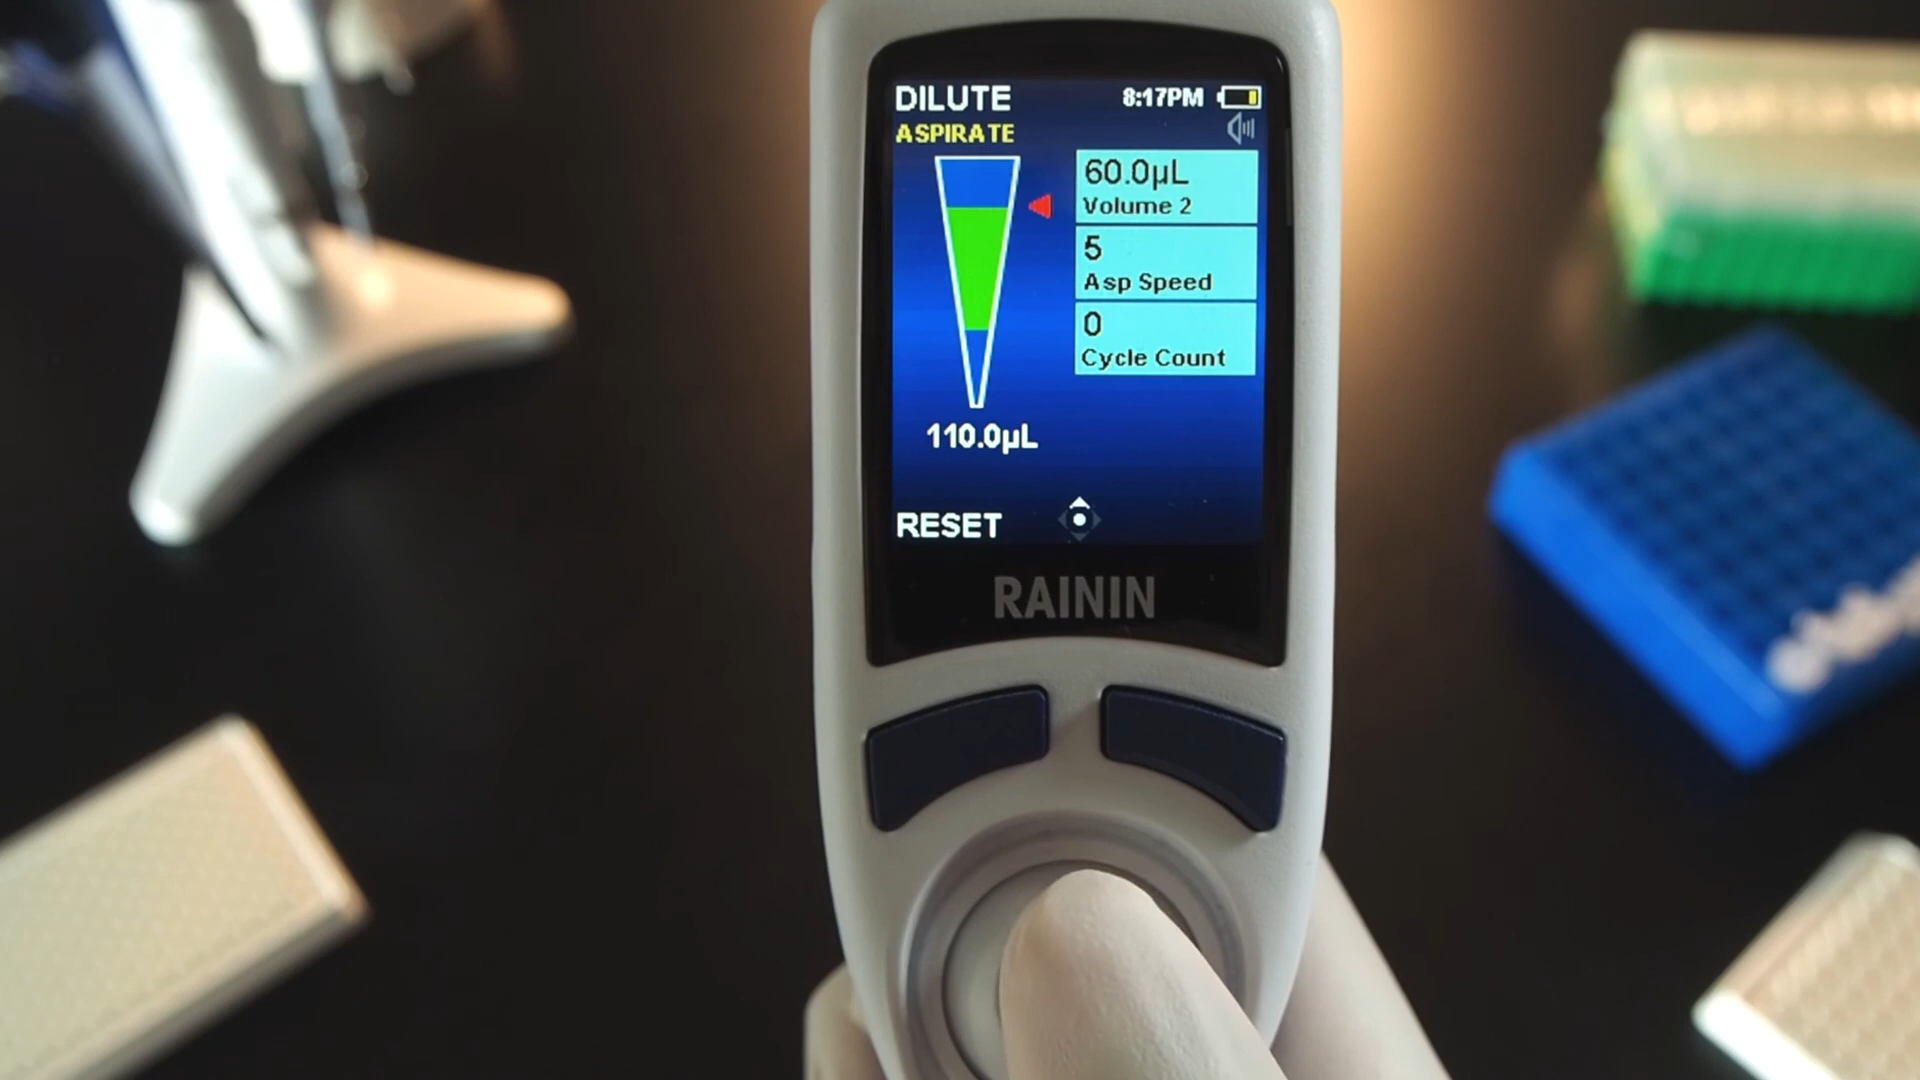 DILUTE
8:17PM
ASPIRATE
60.0µL
Volume 2
5
Asp Speed
0
Cycle Count
110.0µL
RESET
RAININ